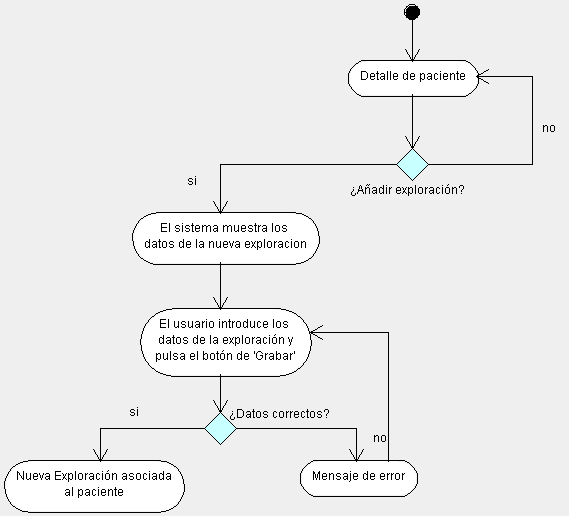 Detalle de paciente
no
¿Añadir exploración?
si
El sistema muestra los
datos de la nueva exploracion
El usuario introduce los
datos de la exploración y
pulsa el botón de 'Grabar'
si
¿Datos correctos?
no
Nueva Exploración asociada
al paciente
Mensaje de error